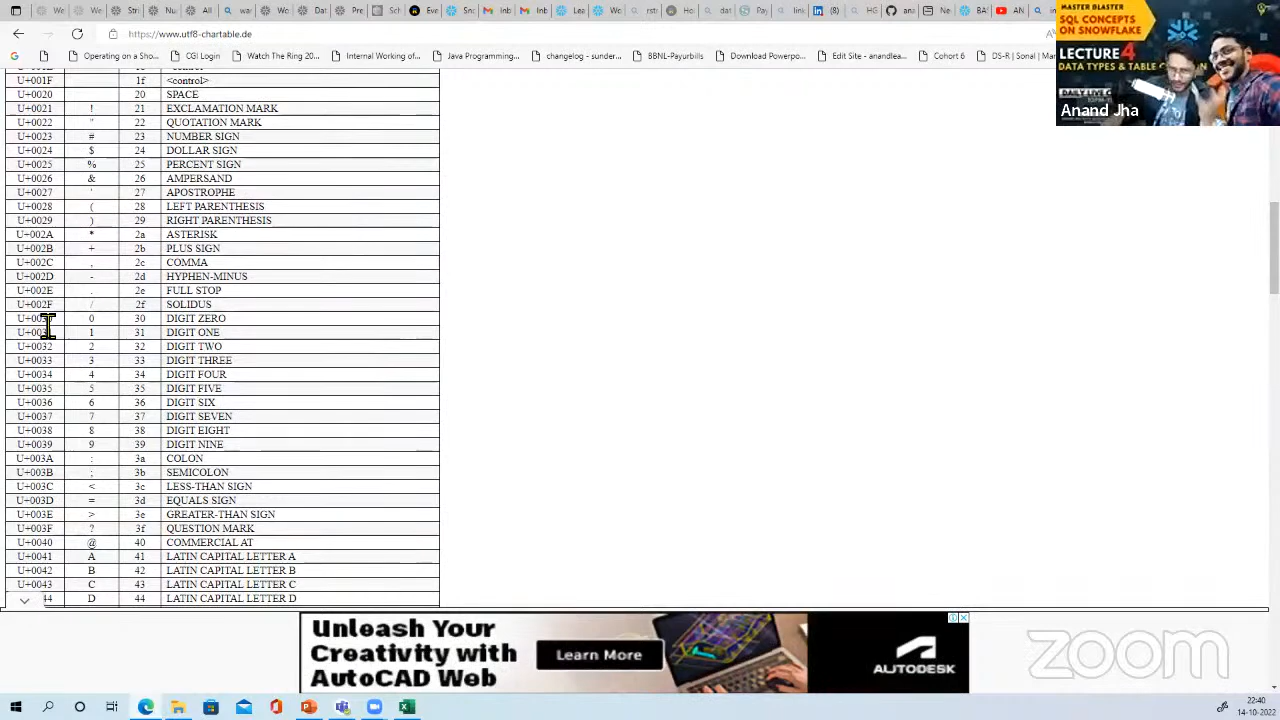 https://www.utf8-chartable.de
Operating on a Sno...
CGI Login
Watch The Ring 20...
Java Programming...
changelog - sunder...
BBNL-Payurbills
Download Powerpo...
Edit Site - andleea...
Cohort 6
DS-R | Sonal | Mar
MASTER BLASTER
SQL CONCEPTS
ON SNOWFLAKE
LECTURE 4
DATA TYPES & TABLE
Anand Jha
U+001F 1f <control>
U+0020 20 SPACE
U+0021 ! 21 EXCLAMATION MARK
U+0022 " 22 QUOTATION MARK
U+0023 # 23 NUMBER SIGN
U+0024 $ 24 DOLLAR SIGN
U+0025 % 25 PERCENT SIGN
U+0026 & 26 AMPERSAND
U+0027 ' 27 APOSTROPHE
U+0028 ( 28 LEFT PARENTHESIS
U+0029 ) 29 RIGHT PARENTHESIS
U+002A * 2a ASTERISK
U+002B + 2b PLUS SIGN
U+002C , 2c COMMA
U+002D - 2d HYPHEN-MINUS
U+002E . 2e FULL STOP
U+002F / 2f SOLIDUS
0 30 DIGIT ZERO
1 31 DIGIT ONE
U+0032 2 32 DIGIT TWO
U+0033 3 33 DIGIT THREE
U+0034 4 34 DIGIT FOUR
U+0035 5 35 DIGIT FIVE
U+0036 6 36 DIGIT SIX
U+0037 7 37 DIGIT SEVEN
U+0038 8 38 DIGIT EIGHT
U+0039 9 39 DIGIT NINE
U+003A : 3a COLON
U+003B ; 3b SEMICOLON
U+003C < 3c LESS-THAN SIGN
U+003D = 3d EQUALS SIGN
U+003E > 3e GREATER-THAN SIGN
U+003F ? 3f QUESTION MARK
U+0040 @ 40 COMMERCIAL AT
U+0041 A 41 LATIN CAPITAL LETTER A
U+0042 B 42 LATIN CAPITAL LETTER B
U+0043 C 43 LATIN CAPITAL LETTER C
44 D 44 LATIN CAPITAL LETTER D
Unleash Your
Creativity with
AutoCAD Web
Learn More
AUTODESK
zoom
22:40
14-10-2022